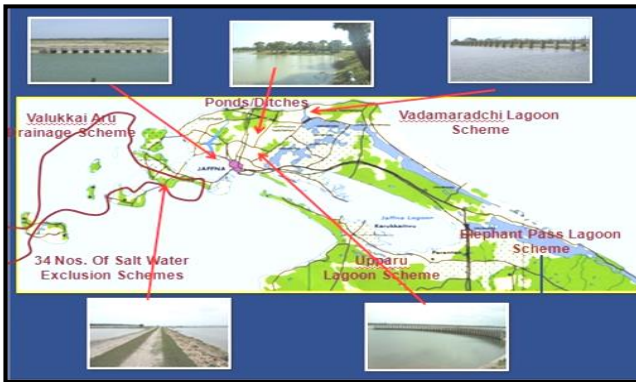 Ponds/Ditches
Valukkai Aru
Drainage Scheme
Vadamaradchi Lagoon
Scheme
JAFFNA
Jaffna Lagoon
Elephant Pass Lagoon
Scheme
34 Nos. Of Salt Water
Exclusion Schemes
Upparu
Lagoon Scheme